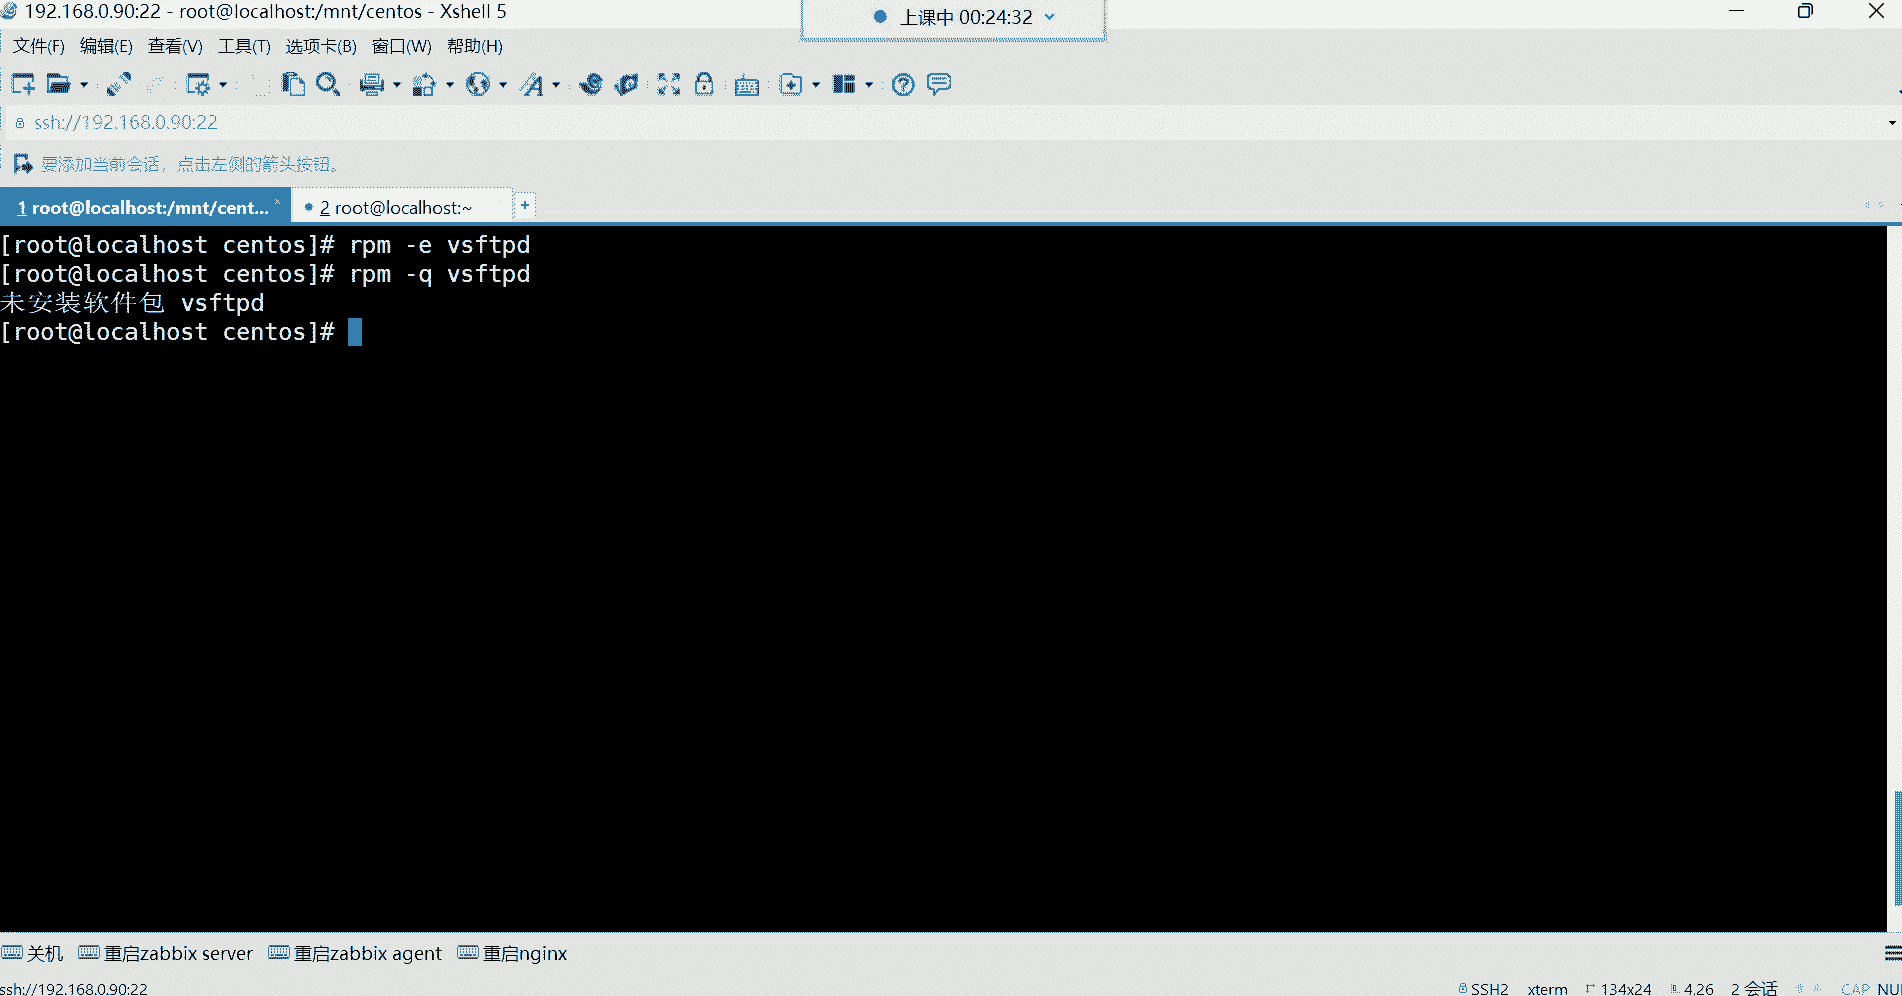 192.168.0.90:22 - root@localhost:/mnt/centos - Xshell 5
上课中 00:24:32
文件(F) 编辑(E) 查看(V) 工具(T) 选项卡(B) 窗口(W) 帮助(H)
ssh://192.168.0.90:22
要添加当前会话，点击左侧的箭头按钮。
1 root@localhost:/mnt/cent... 2 root@localhost:~
[root@localhost centos]# rpm -e vsftpd
[root@localhost centos]# rpm -q vsftpd
未安装软件包 vsftpd
[root@localhost centos]#
关机 重启zabbix server 重启zabbix agent 重启nginx
ssh://192.168.0.90:22 SSH2 xterm 134x24 4,26 2 会话 CAP NU